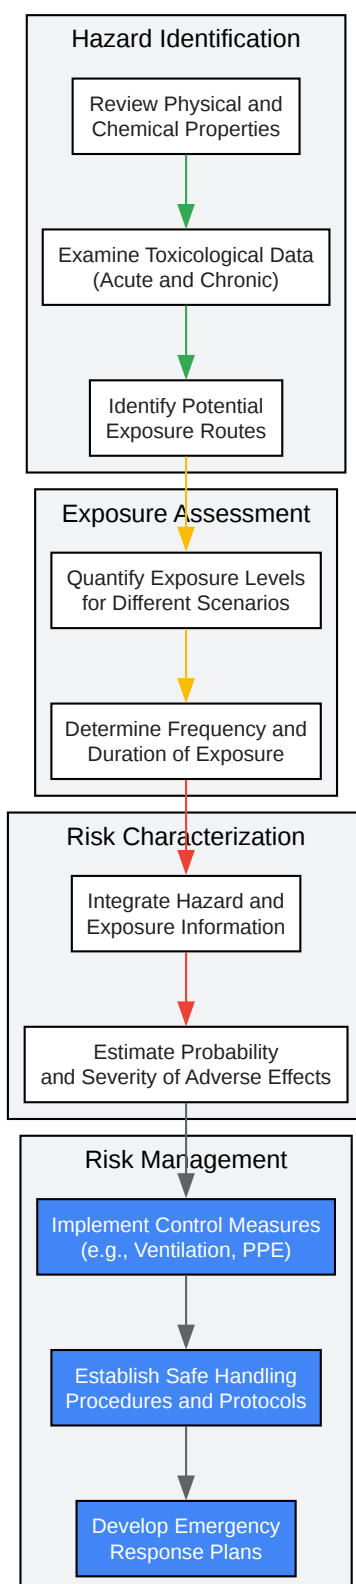 Hazard Identification
Review Physical and
Chemical Properties
Examine Toxicological Data
(Acute and Chronic)
Identify Potential
Exposure Routes
Exposure Assessment
Quantify Exposure Levels
for Different Scenarios
Determine Frequency and
Duration of Exposure
Risk Characterization
Integrate Hazard and
Exposure Information
Estimate Probability
and Severity of Adverse Effects
Risk Management
Implement Control Measures
(e.g., Ventilation, PPE)
Establish Safe Handling
Procedures and Protocols
Develop Emergency
Response Plans